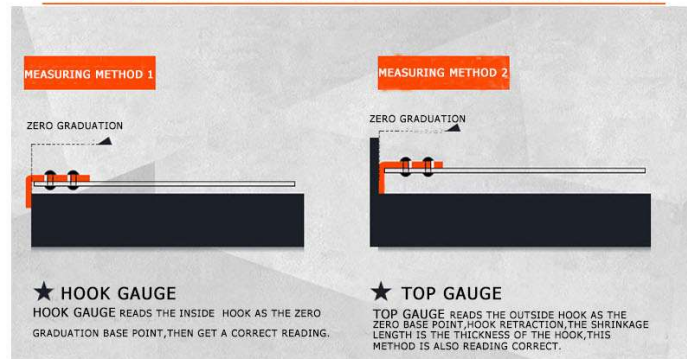 MEASURING METHOD 1
ZERO GRADUATION
★ HOOK GAUGE
HOOK GAUGE READS THE INSIDE HOOK AS THE ZERO
GRADUATION BASE POINT,THEN GET A CORRECT READING.
MEASURING METHOD 2
ZERO GRADUATION
★ TOP GAUGE
TOP GAUGE READS THE OUTSIDE HOOK AS THE
ZERO BASE POINT,HOOK RETRACTION,THE SHRINKAGE
LENGTH IS THE THICKNESS OF THE HOOK,THIS
METHOD IS ALSO READING CORRECT.